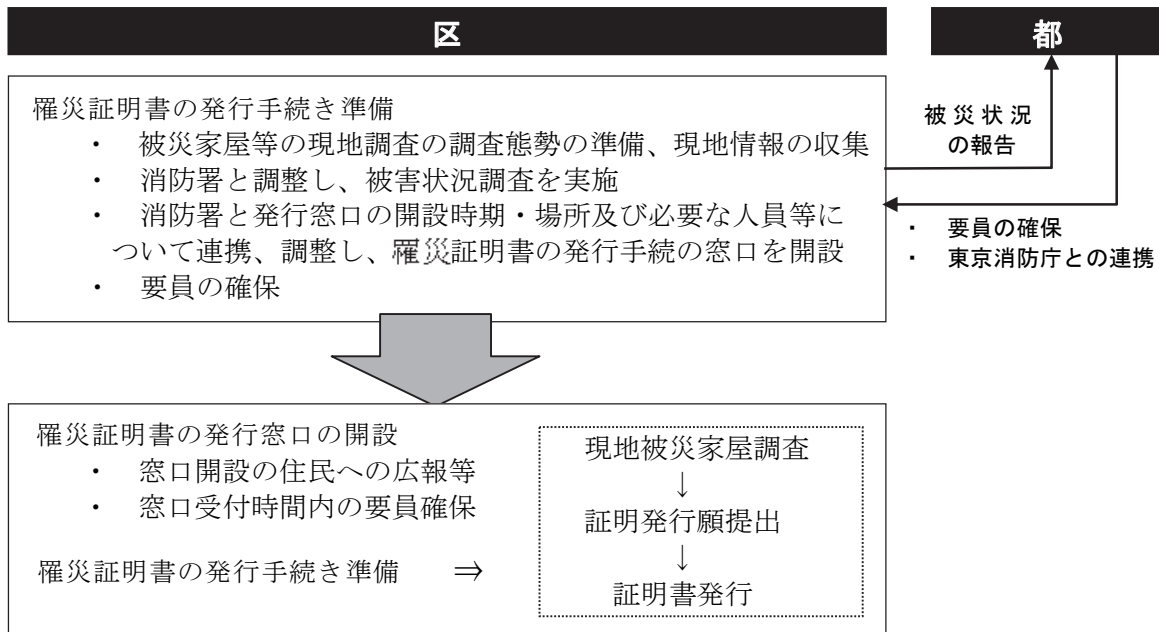 区
都
罹災証明書の発行手続き準備
・ 被災家屋等の現地調査の調査態勢の準備、現地情報の収集
・ 消防署と調整し、被害状況調査を実施
・ 消防署と発行窓口の開設時期・場所及び必要な人員等に
ついて連携、調整し、罹災証明書の発行手続の窓口を開設
・ 要員の確保
被災状況
の報告
・ 要員の確保
・ 東京消防庁との連携
罹災証明書の発行窓口の開設
・ 窓口開設の住民への広報等
・ 窓口受付時間内の要員確保
罹災証明書の発行手続き準備 ⇒
現地被災家屋調査
↓
証明発行願提出
↓
証明書発行